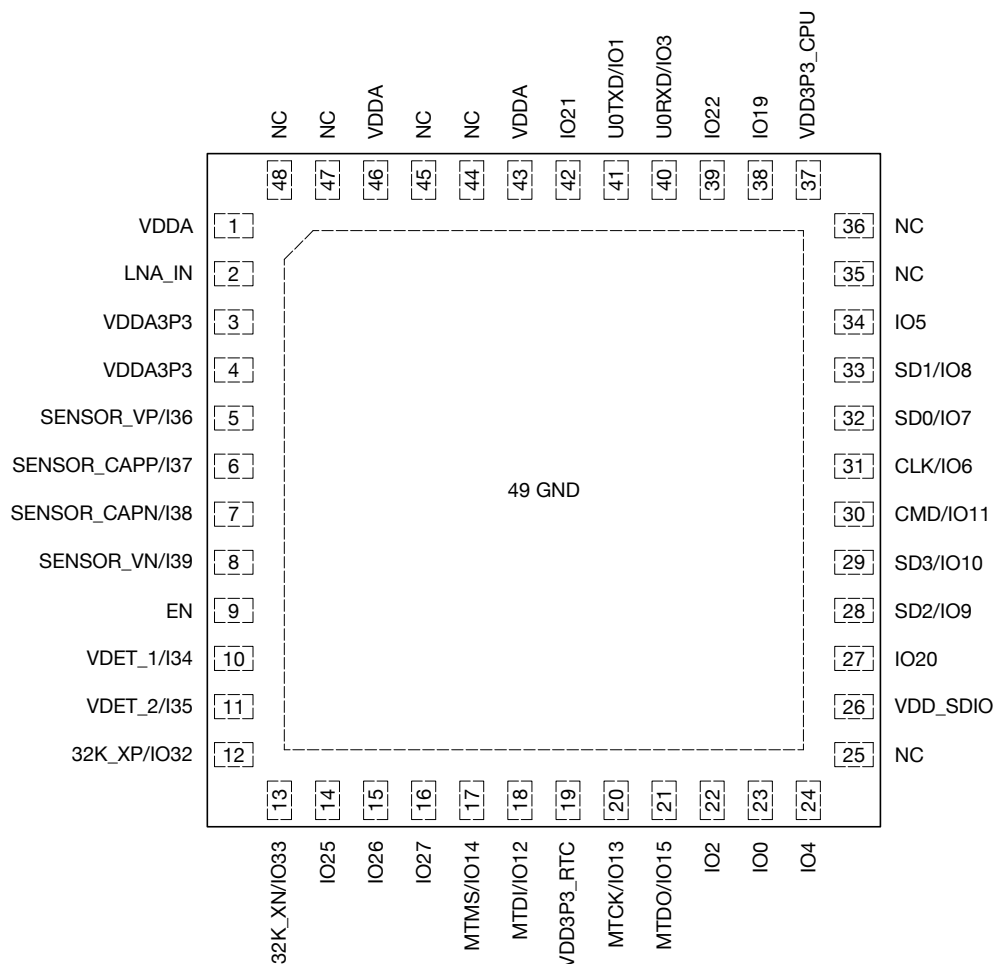 NC
NC
VDDA
NC
NC
VDDA
IO21
U0TXD/IO1
U0RXD/IO3
IO22
IO19
VDD3P3_CPU
48
47
46
45
44
43
42
41
40
39
38
37
VDDA 1
LNA_IN 2
VDDA3P3 3
VDDA3P3 4
SENSOR_VP/I36 5
SENSOR_CAPP/I37 6
SENSOR_CAPN/I38 7
SENSOR_VN/I39 8
EN 9
VDET_1/I34 10
VDET_2/I35 11
32K_XP/IO32 12
49 GND
36 NC
35 NC
34 IO5
33 SD1/IO8
32 SD0/IO7
31 CLK/IO6
30 CMD/IO11
29 SD3/IO10
28 SD2/IO9
27 IO20
26 VDD_SDIO
25 NC
13
14
15
16
17
18
19
20
21
22
23
24
32K_XN/IO33
IO25
IO26
IO27
MTMS/IO14
MTDI/IO12
VDD3P3_RTC
MTCK/IO13
MTDO/IO15
IO2
IO0
IO4